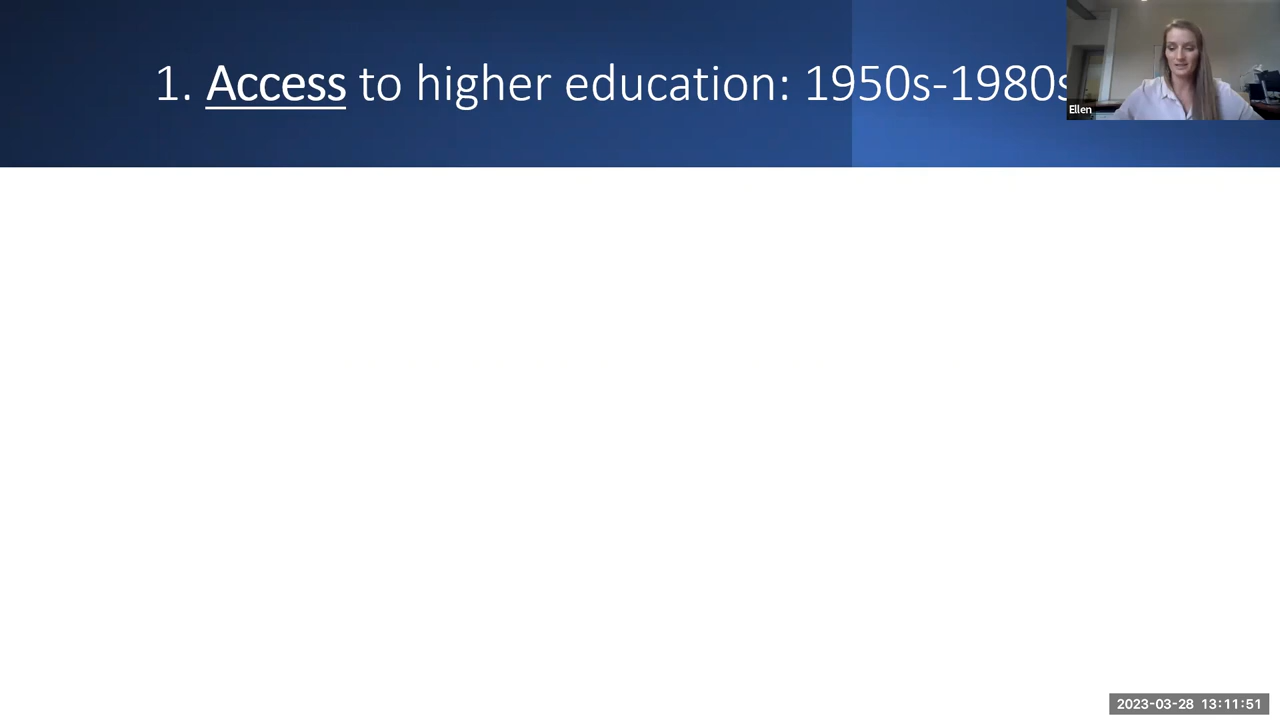 1. Access to higher education: 1950s-1980s
Ellen
2023-03-28 13:11:51